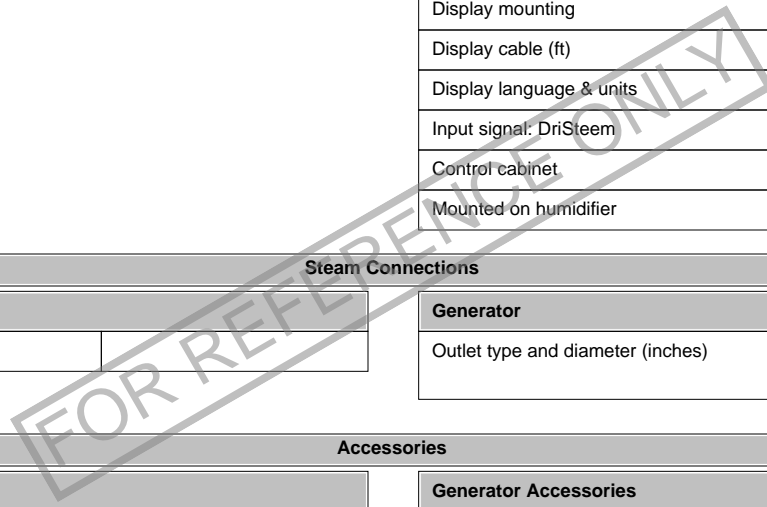 Display mounting
Display cable (ft)
Display language & units
Input signal: DriSteem
Control cabinet
Mounted on humidifier
Steam Connections
Generator
Outlet type and diameter (inches)
Accessories
Generator Accessories
FOR REFERENCE ONLY